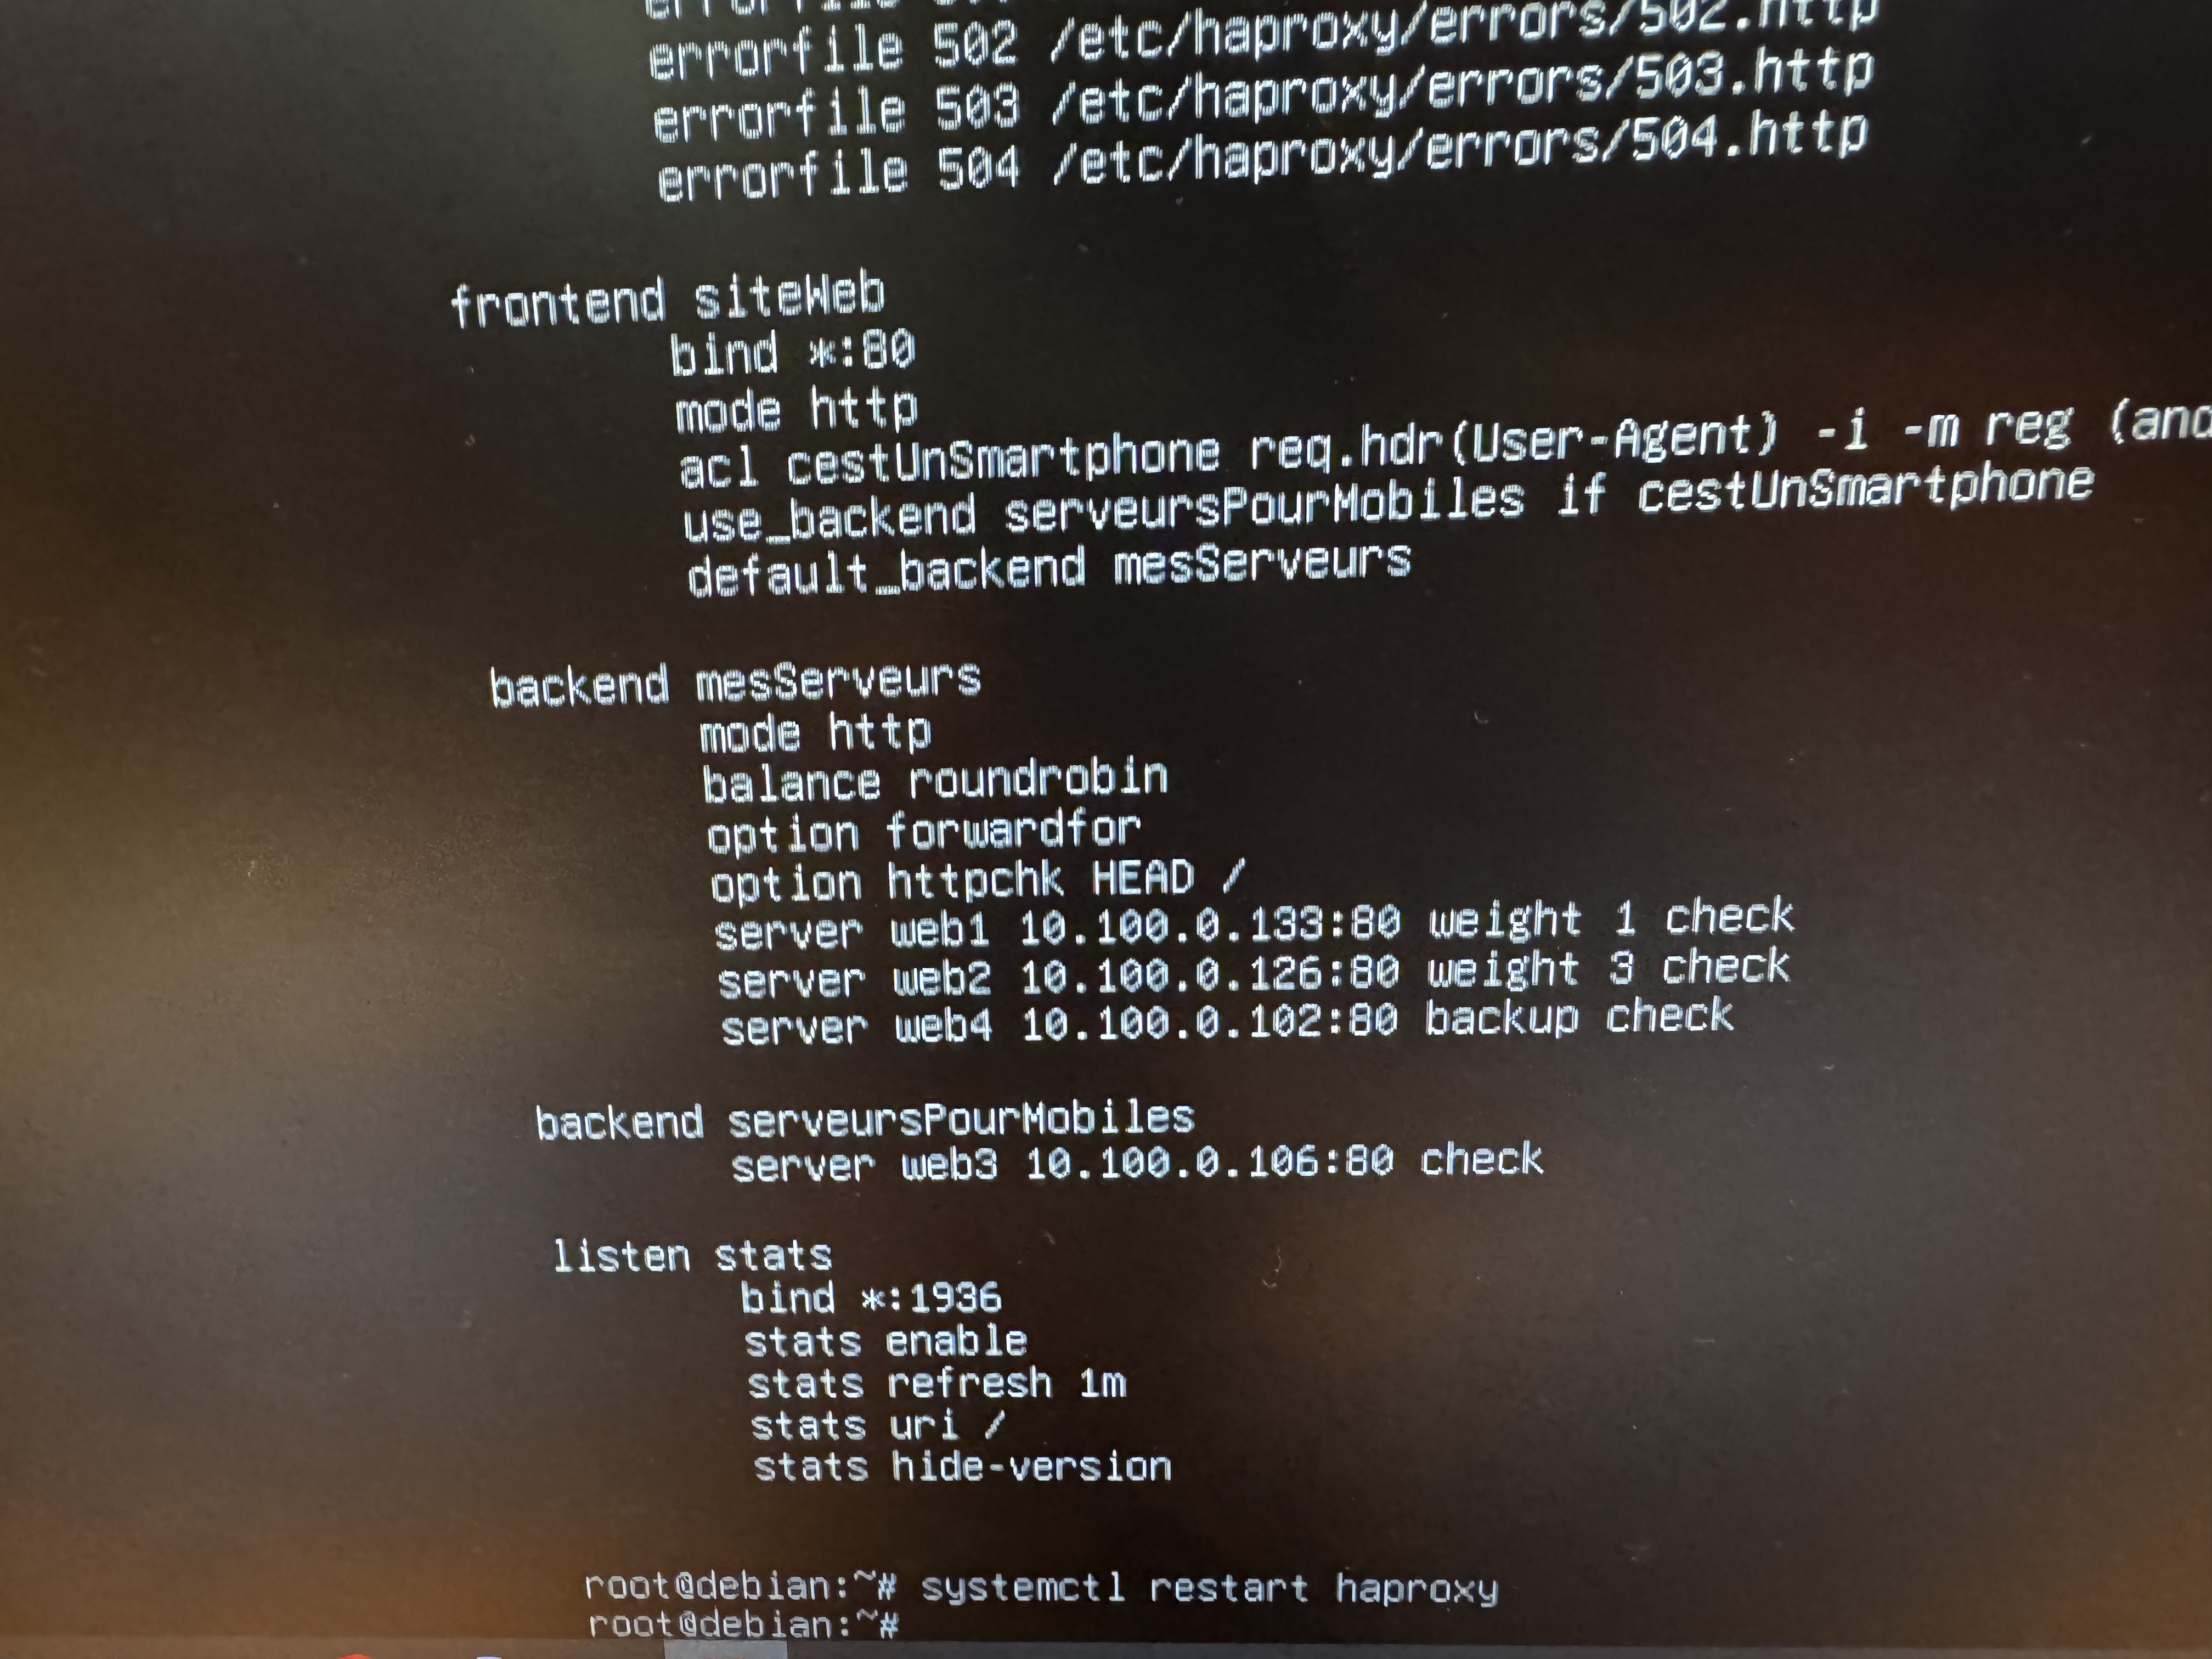 errorfile 502 /etc/haproxy/errors/502.http
errorfile 503 /etc/haproxy/errors/503.http
errorfile 504 /etc/haproxy/errors/504.http
frontend siteWeb
bind *:80
mode http
acl cestUnSmartphone req.hdr(User-Agent) -i -m reg (and
use_backend serveursPourMobiles if cestUnSmartphone
default_backend mesServeurs
backend mesServeurs
mode http
balance roundrobin
option forwardfor
option httpchk HEAD /
server web1 10.100.0.133:80 weight 1 check
server web2 10.100.0.126:80 weight 3 check
server web4 10.100.0.102:80 backup check
backend serveursPourMobiles
server web3 10.100.0.106:80 check
listen stats
bind *:1936
stats enable
stats refresh 1m
stats uri /
stats hide-version
root@debian:~# systemctl restart haproxy
root@debian:~#